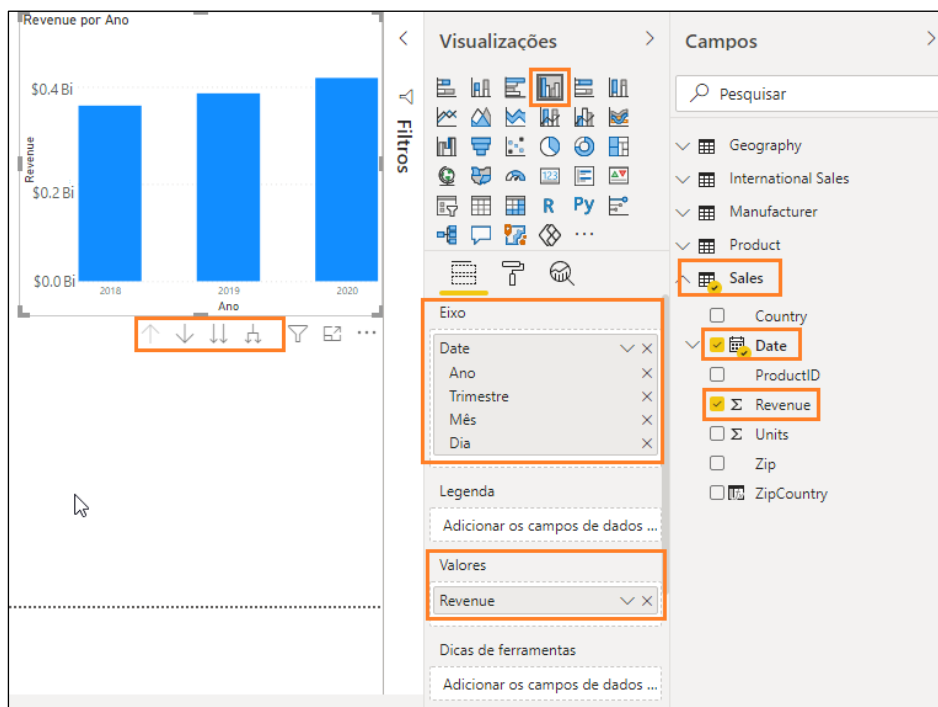 Revenue por Ano
$0.4 Bi
$0.2 Bi
$0.0 Bi
Revenue
2018 2019 2020
Ano
Filtros
Visualizações
123
R Py
Eixo
Date
Ano
Trimestre
Mês
Dia
Legenda
Adicionar os campos de dados ...
Valores
Revenue
Dicas de ferramentas
Adicionar os campos de dados ...
Campos
Pesquisar
Geography
International Sales
Manufacturer
Product
Sales
Country
Date
ProductID
Σ Revenue
Σ Units
Zip
ZipCountry